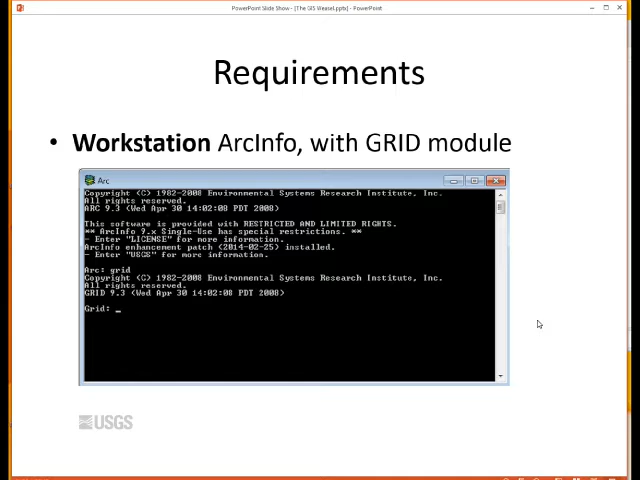 PowerPoint Slide Show - [The GIS Weasel.pptx] - PowerPoint
Requirements
• Workstation ArcInfo, with GRID module
Arc
Copyright (C) 1982-2008 Environmental Systems Research Institute, Inc.
All rights reserved.
ARC 9.3 (Wed Apr 30 14:02:08 PDT 2008)
This software is provided with RESTRICTED AND LIMITED RIGHTS.
** ArcInfo 9.x Single-Use has special restrictions. **
- Enter "LICENSE" for more information.
ArcInfo enhancement patch (2014-02-25) installed.
- Enter "USGS" for more information.
Arc: grid
Copyright (C) 1982-2008 Environmental Systems Research Institute, Inc.
All rights reserved.
GRID 9.3 (Wed Apr 30 14:02:08 PDT 2008)
Grid: _
USGS